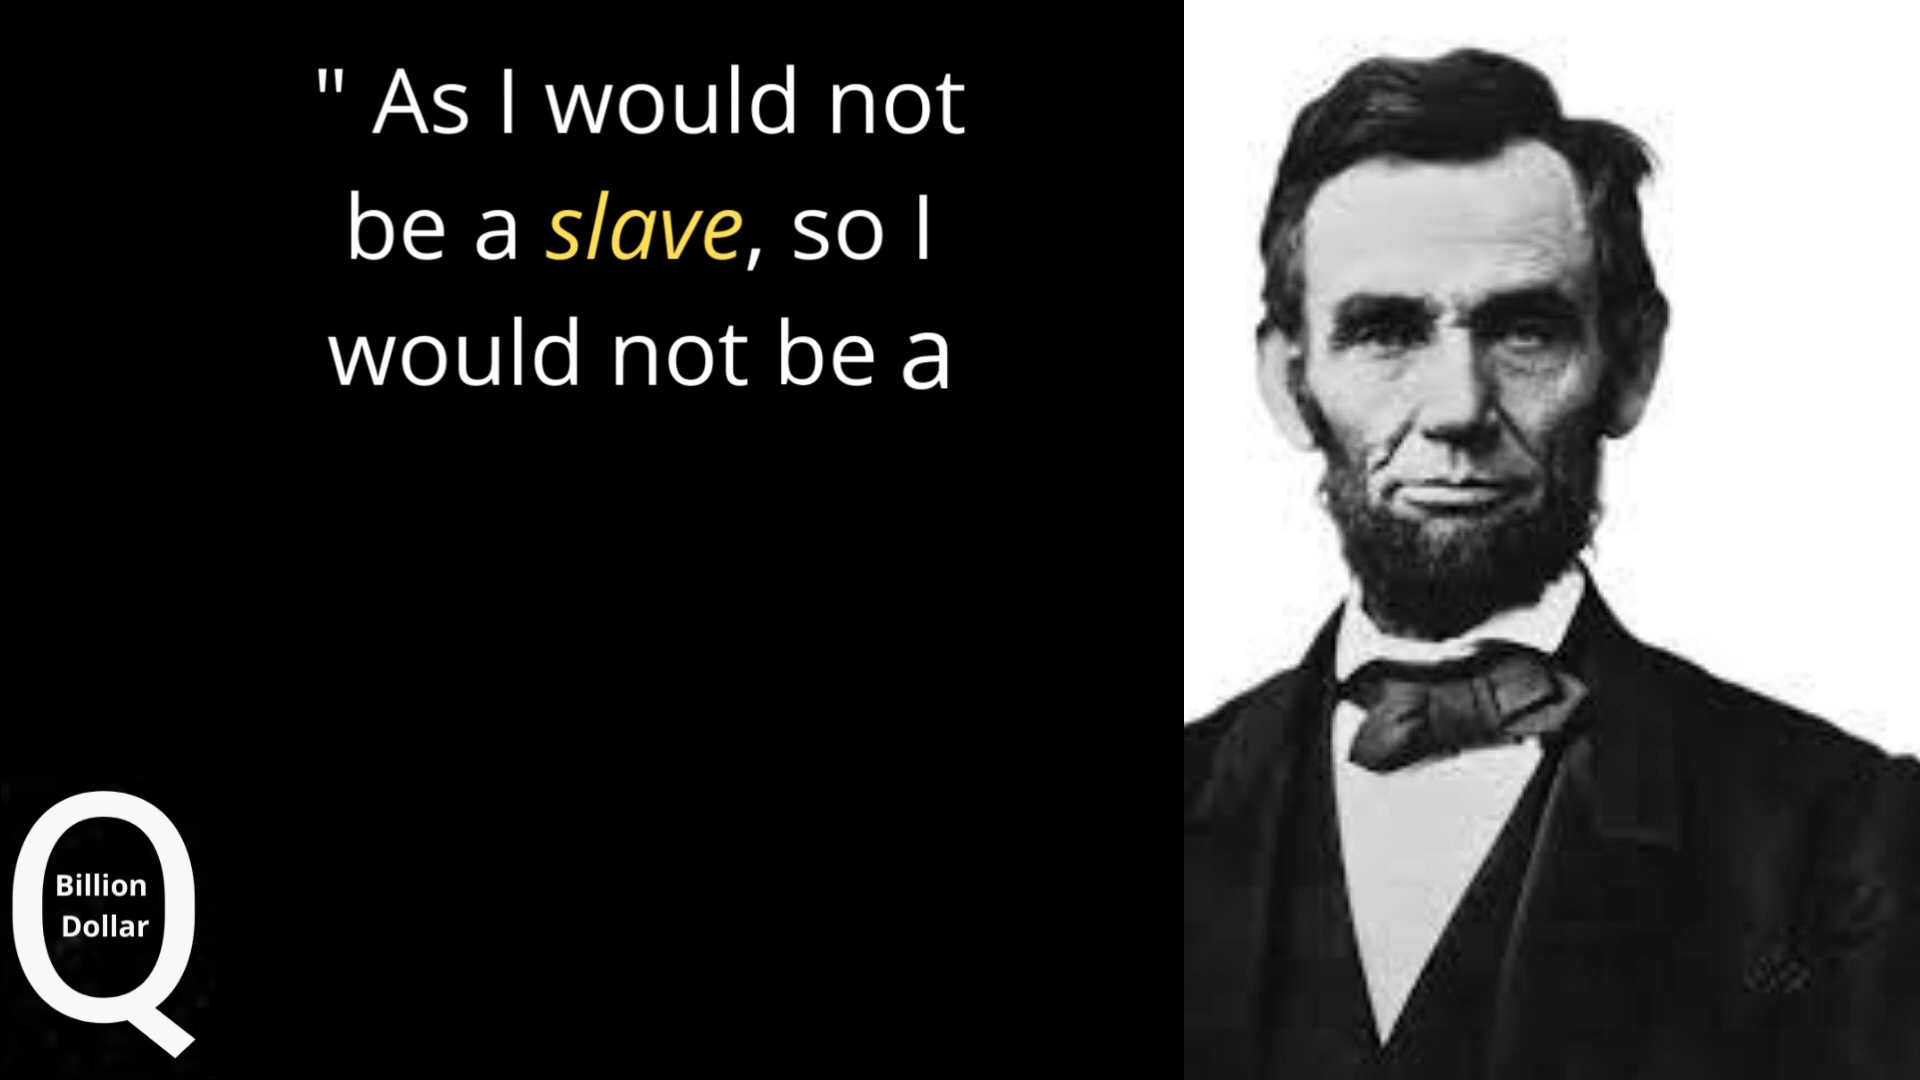 " As I would not
be a slave, so I
would not be a
Q
Billion
Dollar